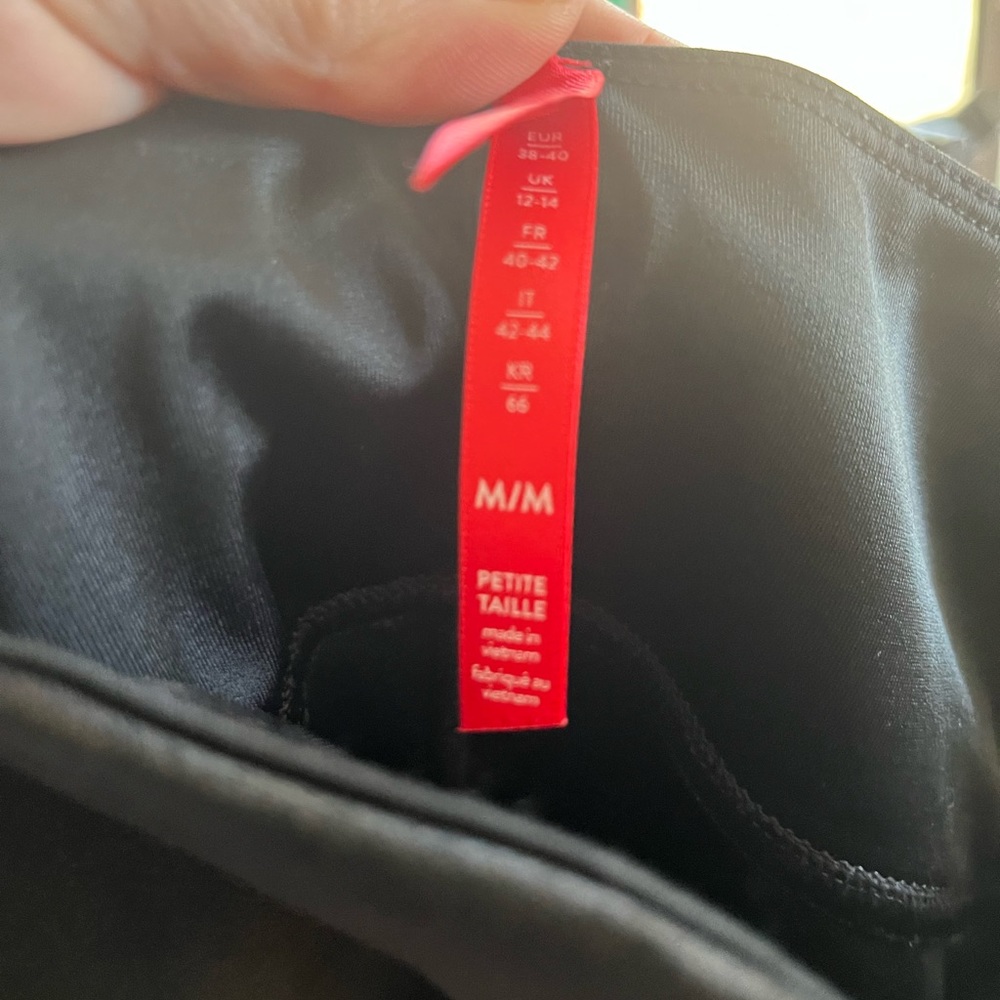 EUR
38-40
UK
12-14
FR
40-42
IT
42-44
KR
66
M/M
PETITE
TAILLE
made in
vietnam
fabriqué au
vietnam